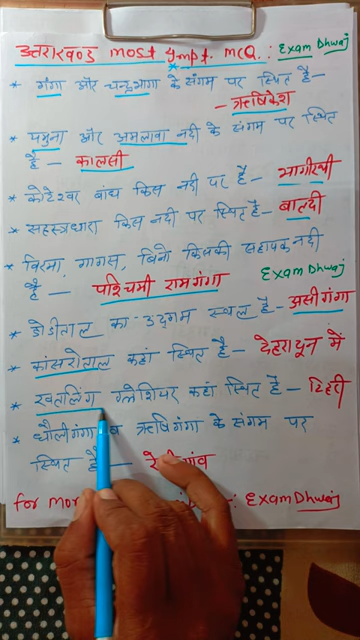 उत्तराखण्ड most Impt. MCQ.: Exam Dhwaj
* गंगा और चन्द्रभागा के संगम पर स्थित है-
- ऋषिकेश
* यमुना और अमलावा नदी के संगम पर स्थित
है - कालसी
* कोटेश्वर बांध किस नदी पर है- भागीरथी
* सहस्त्रधारा किस नदी पर स्थित है- बाल्दी
* विरमा, गागस, बिनो किसकी सहायक नदी
है - पश्चिमी रामगंगा
Exam Dhwaj
* डोडीताल का उद्गम स्थल है- असीगंगा
* कांसरोताल कहां स्थित है- देहरादून में
* खतलिंग ग्लेशियर कहां स्थित है- टिहरी
* धौलीगंगा व ऋषिगंगा के संगम पर
स्थित है - गांव
for mor : Exam Dhwaj